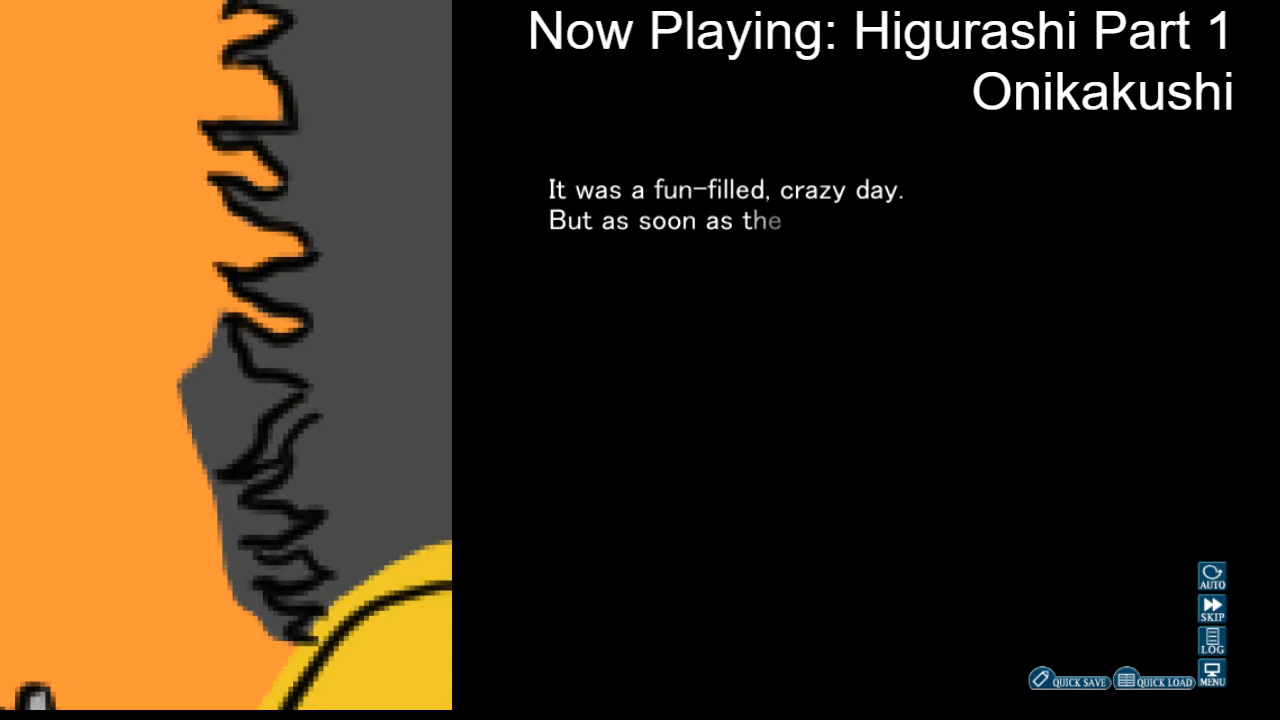 Now Playing: Higurashi Part 1
Onikakushi
It was a fun-filled, crazy day.
But as soon as the
AUTO
SKIP
LOG
QUICK SAVE QUICK LOAD MENU